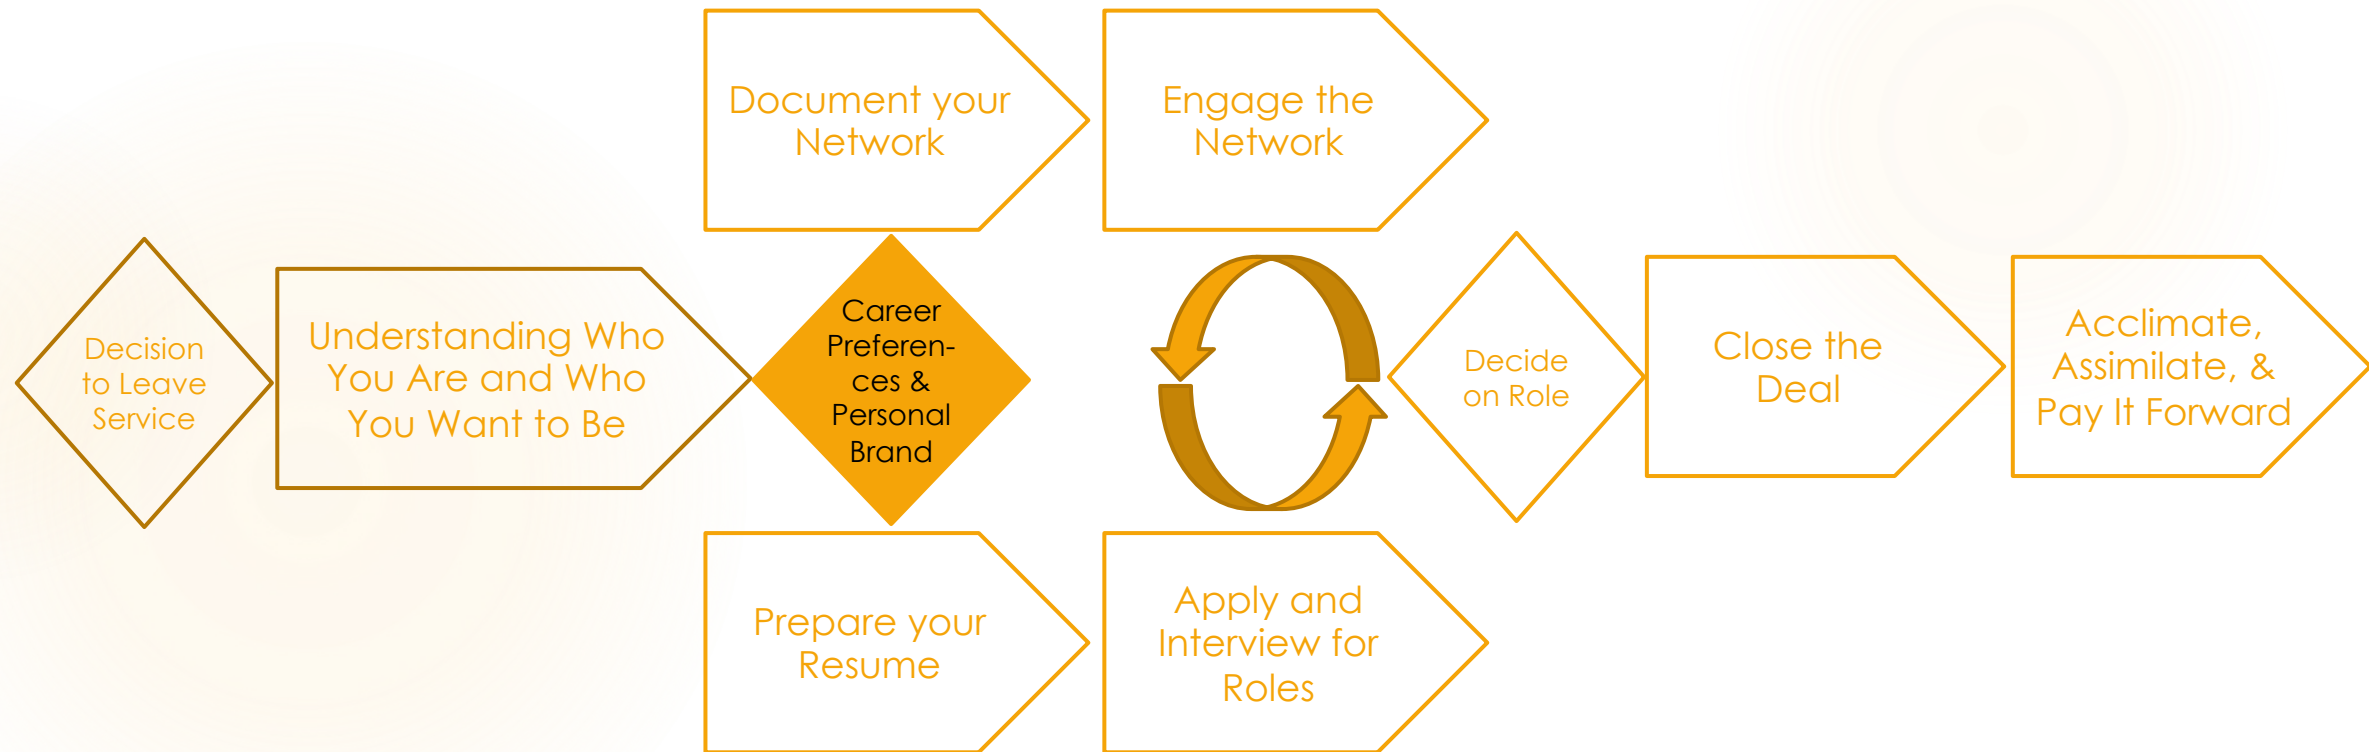 Document your
Network
Engage the
Network
Decision
to Leave
Service
Understanding Who
You Are and Who
You Want to Be
Career
Preferen-
ces &
Personal
Brand
Decide
on Role
Close the
Deal
Acclimate,
Assimilate, &
Pay It Forward
Prepare your
Resume
Apply and
Interview for
Roles